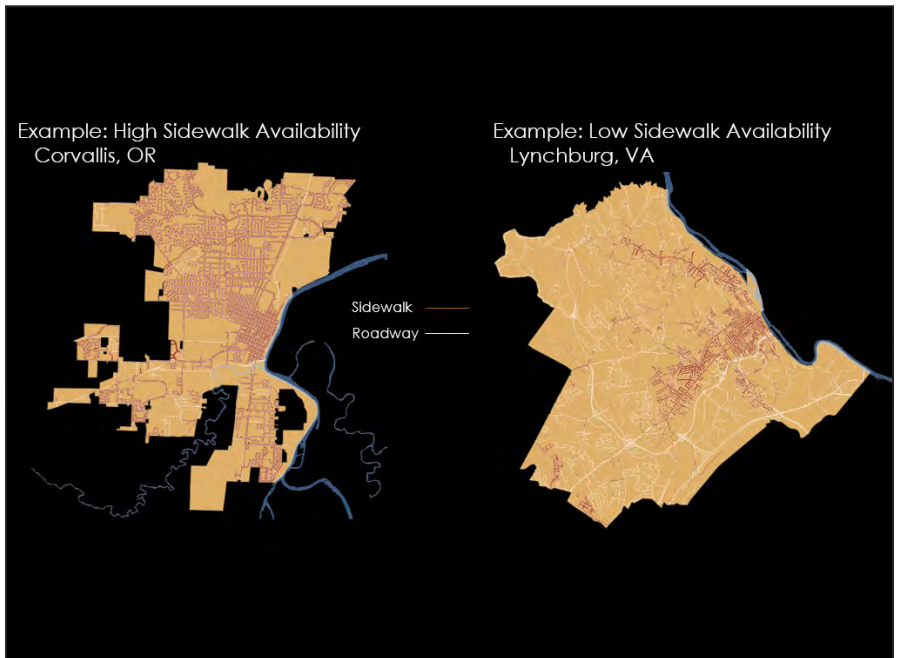 Example: High Sidewalk Availability
Corvallis, OR
Example: Low Sidewalk Availability
Lynchburg, VA
Sidewalk
Roadway